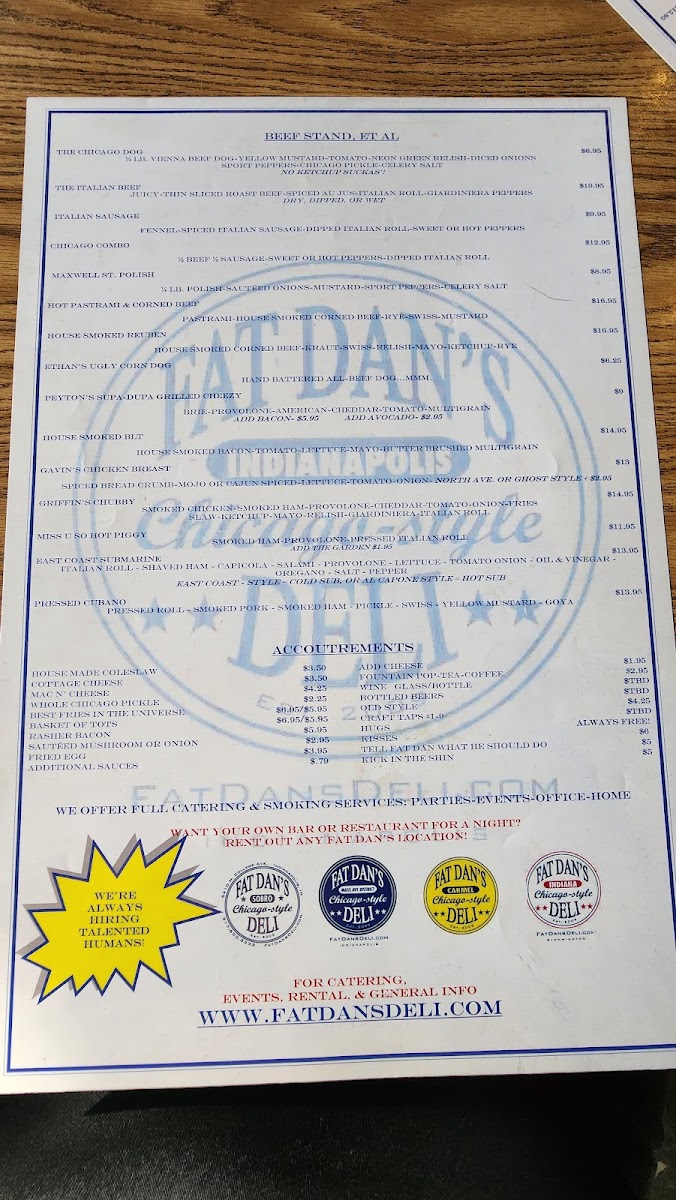 BEEF STAND, ET AL
THE CHICAGO DOG $6.95
¼ LB. VIENNA BEEF DOG-YELLOW MUSTARD-TOMATO-NEON GREEN RELISH-DICED ONIONS
SPORT PEPPERS-CHICAGO PICKLE-CELERY SALT
NO KETCHUP SUCKAS'!
THE ITALIAN BEEF $10.95
JUICY-THIN SLICED ROAST BEEF-SPICED AU JUS-ITALIAN ROLL-GIARDINIERA PEPPERS
DRY, DIPPED, OR WET
ITALIAN SAUSAGE $9.95
FENNEL-SPICED ITALIAN SAUSAGE-DIPPED ITALIAN ROLL-SWEET OR HOT PEPPERS
CHICAGO COMBO $12.95
½ BEEF ½ SAUSAGE-SWEET OR HOT PEPPERS-DIPPED ITALIAN ROLL
MAXWELL ST. POLISH $8.95
¼ LB. POLISH-SAUTÉED ONIONS-MUSTARD-SPORT PEPPERS-CELERY SALT
HOT PASTRAMI & CORNED BEEF $16.95
PASTRAMI-HOUSE SMOKED CORNED BEEF-RYE-SWISS-MUSTARD
HOUSE SMOKED REUBEN $16.95
HOUSE SMOKED CORNED BEEF-KRAUT-SWISS-RELISH-MAYO-KETCHUP-RYE
ETHAN'S UGLY CORN DOG $6.25
HAND BATTERED ALL-BEEF DOG...MMM.
PEYTON'S SUPA-DUPA GRILLED CHEEZY $9
BRIE-PROVOLONE-AMERICAN-CHEDDAR-TOMATO-MULTIGRAIN
ADD BACON- $5.95 ADD AVOCADO- $2.95
HOUSE SMOKED BLT $14.95
HOUSE SMOKED BACON-TOMATO-LETTUCE-MAYO-BUTTER BRUSHED MULTIGRAIN
GAVIN'S CHICKEN BREAST $13
SPICED BREAD CRUMB-MOJO OR CAJUN SPICED-LETTUCE-TOMATO-ONION- NORTH AVE. OR GHOST STYLE + $2.95
GRIFFIN'S CHUBBY $14.95
SMOKED CHICKEN-SMOKED HAM-PROVOLONE-CHEDDAR-TOMATO-ONION-FRIES
SLAW-KETCHUP-MAYO-RELISH-GIARDINIERA-ITALIAN ROLL
MISS U SO HOT PIGGY $11.95
SMOKED HAM-PROVOLONE-PRESSED ITALIAN ROLL
ADD THE GARDEN $1.95
EAST COAST SUBMARINE $13.95
ITALIAN ROLL - SHAVED HAM - CAPICOLA - SALAMI - PROVOLONE - LETTUCE - TOMATO ONION - OIL & VINEGAR -
OREGANO - SALT - PEPPER
EAST COAST - STYLE - COLD SUB, OR AL CAPONE STYLE - HOT SUB
PRESSED CUBANO $13.95
PRESSED ROLL - SMOKED PORK - SMOKED HAM - PICKLE - SWISS - YELLOW MUSTARD - GOYA
FAT DAN'S
INDIANAPOLIS
Chicago-style
DELI
FATDANSDELI.COM
ACCOUTREMENTS
HOUSE MADE COLESLAW $3.50
COTTAGE CHEESE $3.50
MAC N' CHEESE $4.25
WHOLE CHICAGO PICKLE $2.25
BEST FRIES IN THE UNIVERSE $6.95/$5.95
BASKET OF TOTS $6.95/$5.95
RASHER BACON $5.95
SAUTÉED MUSHROOM OR ONION $2.95
FRIED EGG $3.95
ADDITIONAL SAUCES $.79
ADD CHEESE $1.95
FOUNTAIN POP-TEA-COFFEE $2.95
WINE - GLASS/BOTTLE $TBD
BOTTLED BEERS $TBD
OLD STYLE $4.25
CRAFT TAPS #1-9 $TBD
HUGS ALWAYS FREE!
KISSES $6
TELL FAT DAN WHAT HE SHOULD DO $5
KICK IN THE SHIN $5
WE OFFER FULL CATERING & SMOKING SERVICES: PARTIES-EVENTS-OFFICE-HOME
WANT YOUR OWN BAR OR RESTAURANT FOR A NIGHT?
RENT OUT ANY FAT DAN'S LOCATION!
WE'RE
ALWAYS
HIRING
TALENTED
HUMANS!
FAT DAN'S
SOBRO
Chicago-style
DELI
FAT DAN'S
MASS AVE DISTRICT
Chicago-style
DELI
FATDANSDELI.COM
INDIANAPOLIS
FAT DAN'S
CARMEL
Chicago-style
DELI
FAT DAN'S
INDIANA
Chicago-style
DELI
FATDANSDELI.COM
BLOOMINGTON
FOR CATERING,
EVENTS, RENTAL, & GENERAL INFO
WWW.FATDANSDELI.COM